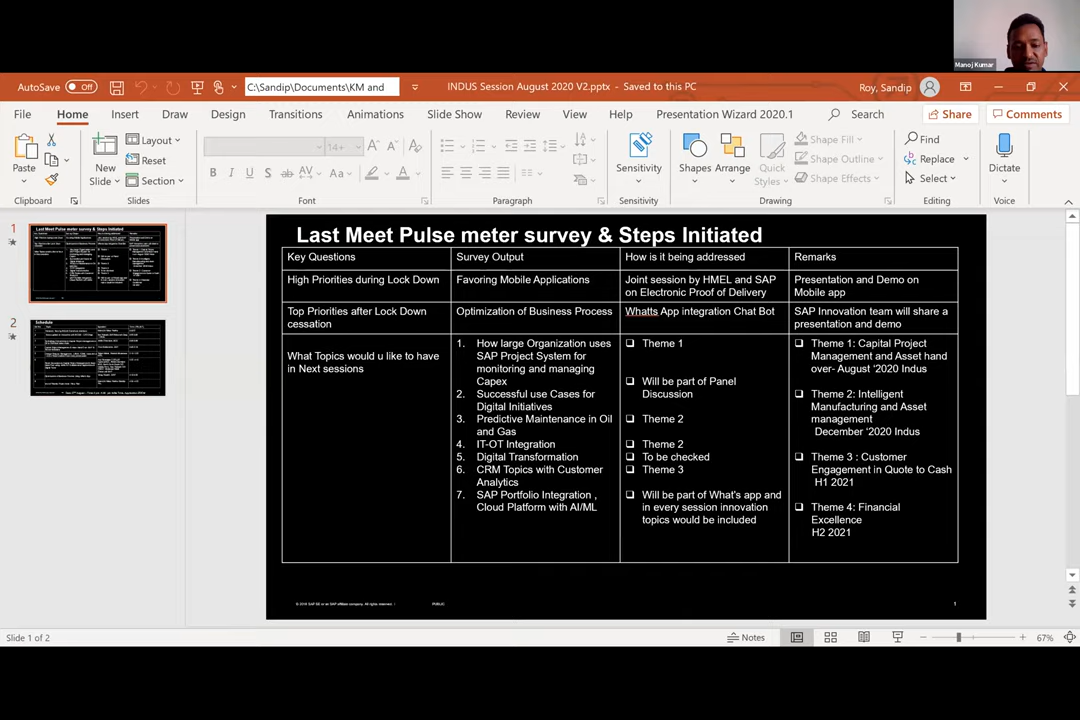 Manoj Kumar
AutoSave Off C:\Sandip\Documents\KM and INDUS Session August 2020 V2.pptx - Saved to this PC Roy, Sandip
File Home Insert Draw Design Transitions Animations Slide Show Review View Help Presentation Wizard 2020.1 Search Share Comments
Paste
New Slide
Layout
Reset
Section
14+
Sensitivity
Shapes
Arrange
Quick Styles
Shape Fill
Shape Outline
Shape Effects
Find
Replace
Select
Dictate
Clipboard Slides Font Paragraph Sensitivity Drawing Editing Voice
1
Last Meet Pulse meter survey & Steps Initiated
2
Schedule
Last Meet Pulse meter survey & Steps Initiated
Key Questions Survey Output How is it being addressed Remarks
High Priorities during Lock Down
Favoring Mobile Applications
Joint session by HMEL and SAP
on Electronic Proof of Delivery
Presentation and Demo on
Mobile app
Top Priorities after Lock Down
cessation
Optimization of Business Process
Whatts App integration Chat Bot
SAP Innovation team will share a
presentation and demo
What Topics would u like to have
in Next sessions
1. How large Organization uses
SAP Project System for
monitoring and managing
Capex
2. Successful use Cases for
Digital Initiatives
3. Predictive Maintenance in Oil
and Gas
4. IT-OT Integration
5. Digital Transformation
6. CRM Topics with Customer
Analytics
7. SAP Portfolio Integration ,
Cloud Platform with AI/ML
❑ Theme 1
❑ Will be part of Panel
Discussion
❑ Theme 2
❑ Theme 2
❑ To be checked
❑ Theme 3
❑ Will be part of What's app and
in every session innovation
topics would be included
❑ Theme 1: Capital Project
Management and Asset hand
over- August ‘2020 Indus
❑ Theme 2: Intelligent
Manufacturing and Asset
management
December ‘2020 Indus
❑ Theme 3 : Customer
Engagement in Quote to Cash
H1 2021
❑ Theme 4: Financial
Excellence
H2 2021
PUBLIC
1
Slide 1 of 2 Notes 67%